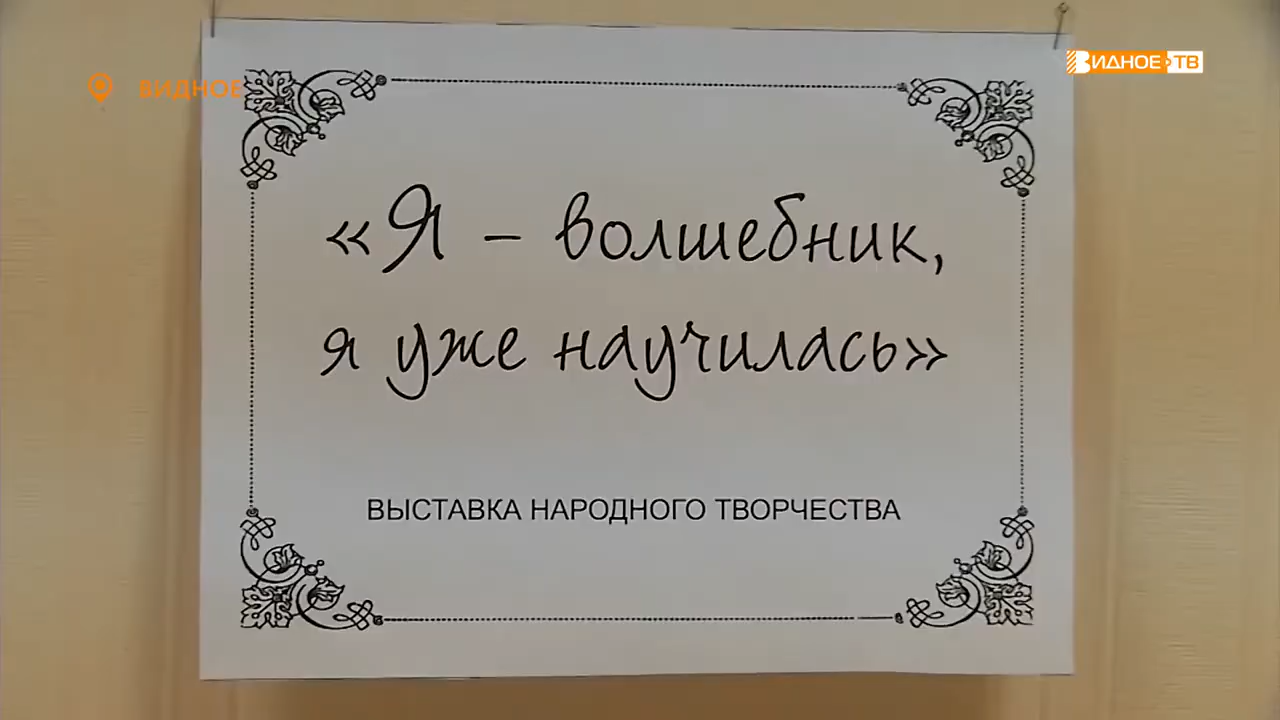 ВИДНОЕ
ВИДНОЕ ТВ
«Я – волшебник,
я уже научилась»
ВЫСТАВКА НАРОДНОГО ТВОРЧЕСТВА